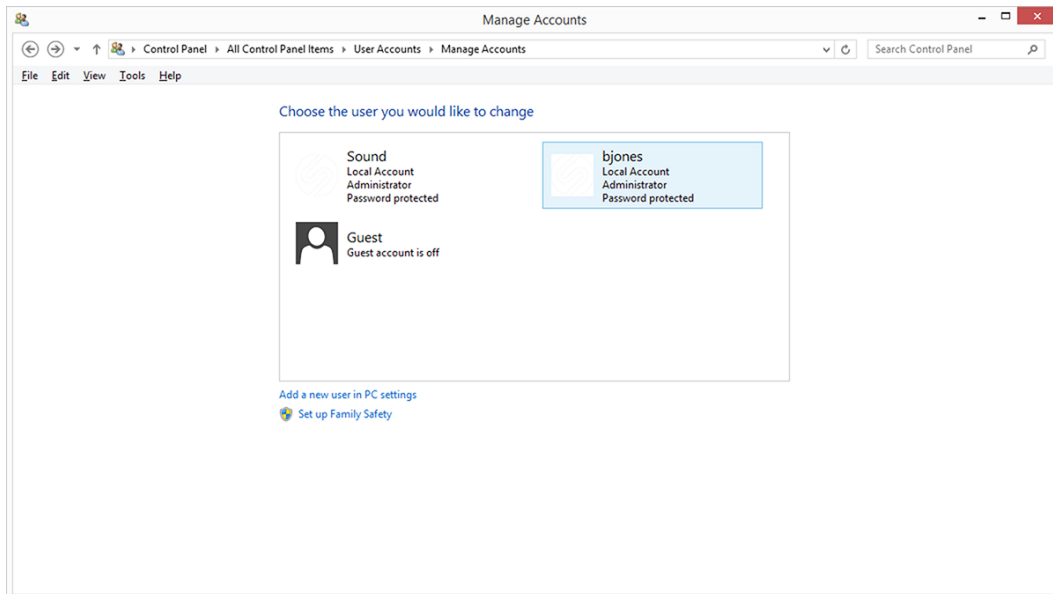 Manage Accounts
Control Panel All Control Panel Items User Accounts Manage Accounts
Search Control Panel
File Edit View Tools Help
Choose the user you would like to change
Sound
Local Account
Administrator
Password protected
bjones
Local Account
Administrator
Password protected
Guest
Guest account is off
Add a new user in PC settings
Set up Family Safety